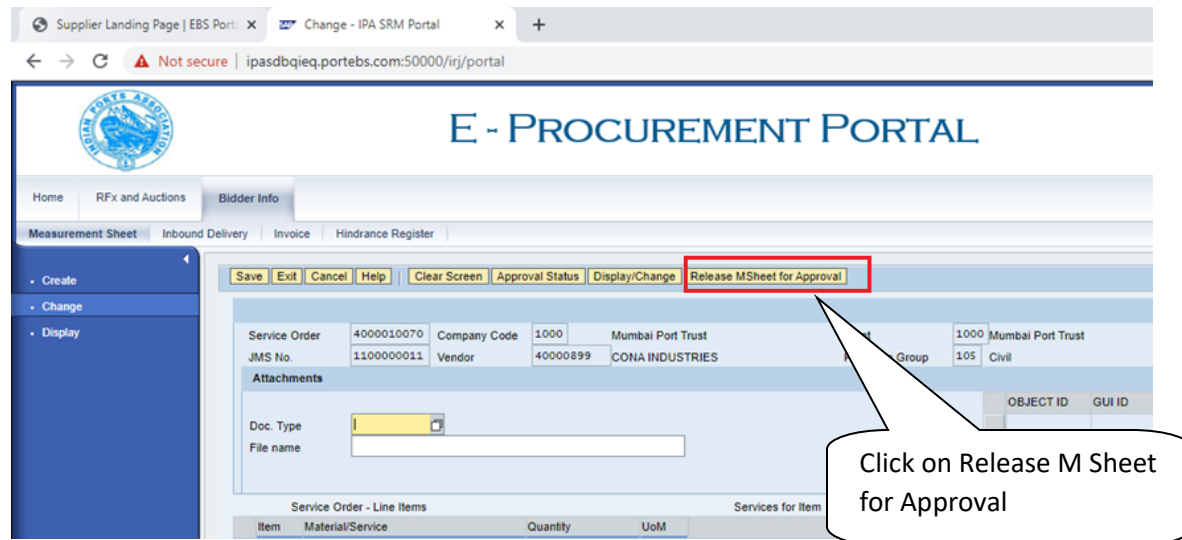 Supplier Landing Page | EBS Port
Change - IPA SRM Portal
Not secure | ipasdbqieq.portebs.com:50000/irj/portal
INDIAN PORTS ASSOCIATION
E - PROCUREMENT PORTAL
Home RFx and Auctions Bidder Info
Measurement Sheet Inbound Delivery Invoice Hindrance Register
Create
Change
Display
Save Exit Cancel Help Clear Screen Approval Status Display/Change Release MSheet for Approval
Service Order 4000010070 Company Code 1000 Mumbai Port Trust 1000 Mumbai Port Trust
JMS No. 1100000011 Vendor 40000899 CONA INDUSTRIES Group 105 Civil
Attachments
OBJECT ID GUI ID
Doc. Type
File name
Click on Release M Sheet
for Approval
Service Order - Line Items Services for Item
Item Material/Service Quantity UoM